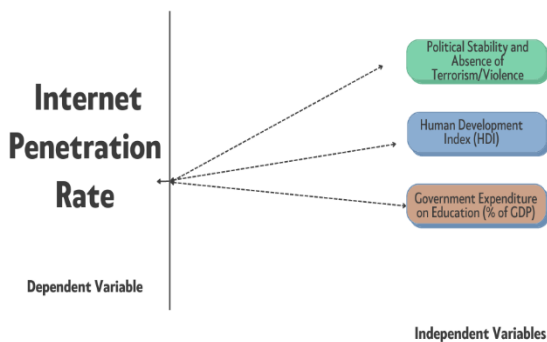 Internet
Penetration
Rate
Dependent Variable
Political Stability and
Absence of
Terrorism/Violence
Human Development
Index (HDI)
Government Expenditure
on Education (% of GDP)
Independent Variables